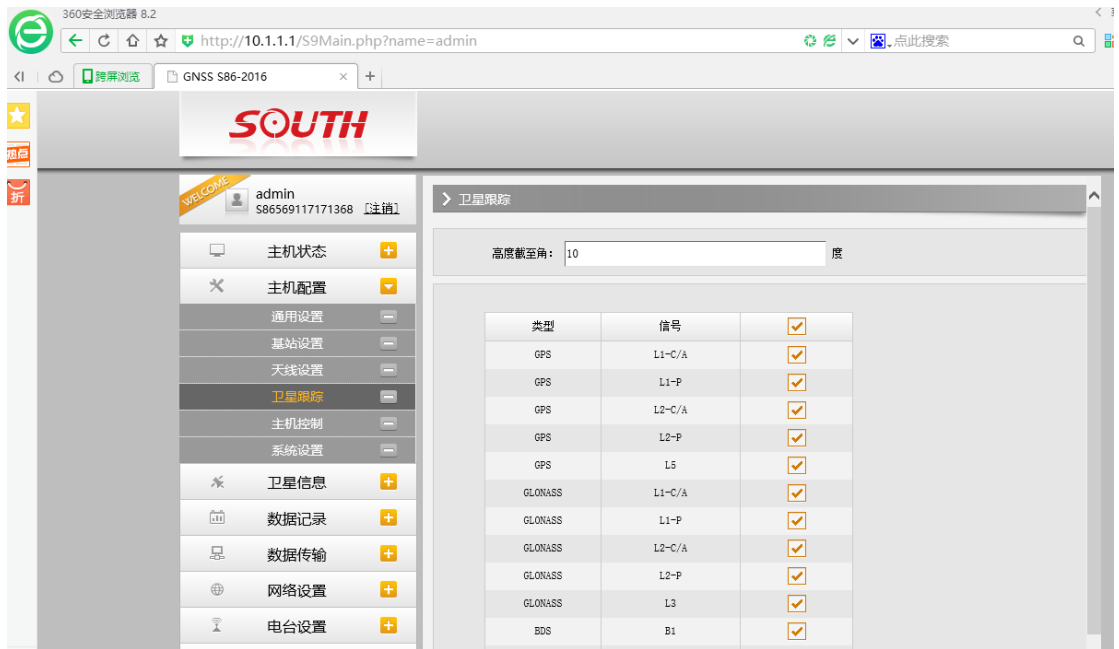 360安全浏览器 8.2
http://10.1.1.1/S9Main.php?name=admin
点此搜索
跨屏浏览
GNSS S86-2016
SOUTH
热点
折
WELCOME
admin
S86569117171368 [注销]
主机状态
主机配置
通用设置
基站设置
天线设置
卫星跟踪
主机控制
系统设置
卫星信息
数据记录
数据传输
网络设置
电台设置
卫星跟踪
高度截至角: 10 度
类型 信号
GPS L1-C/A
GPS L1-P
GPS L2-C/A
GPS L2-P
GPS L5
GLONASS L1-C/A
GLONASS L1-P
GLONASS L2-C/A
GLONASS L2-P
GLONASS L3
BDS B1